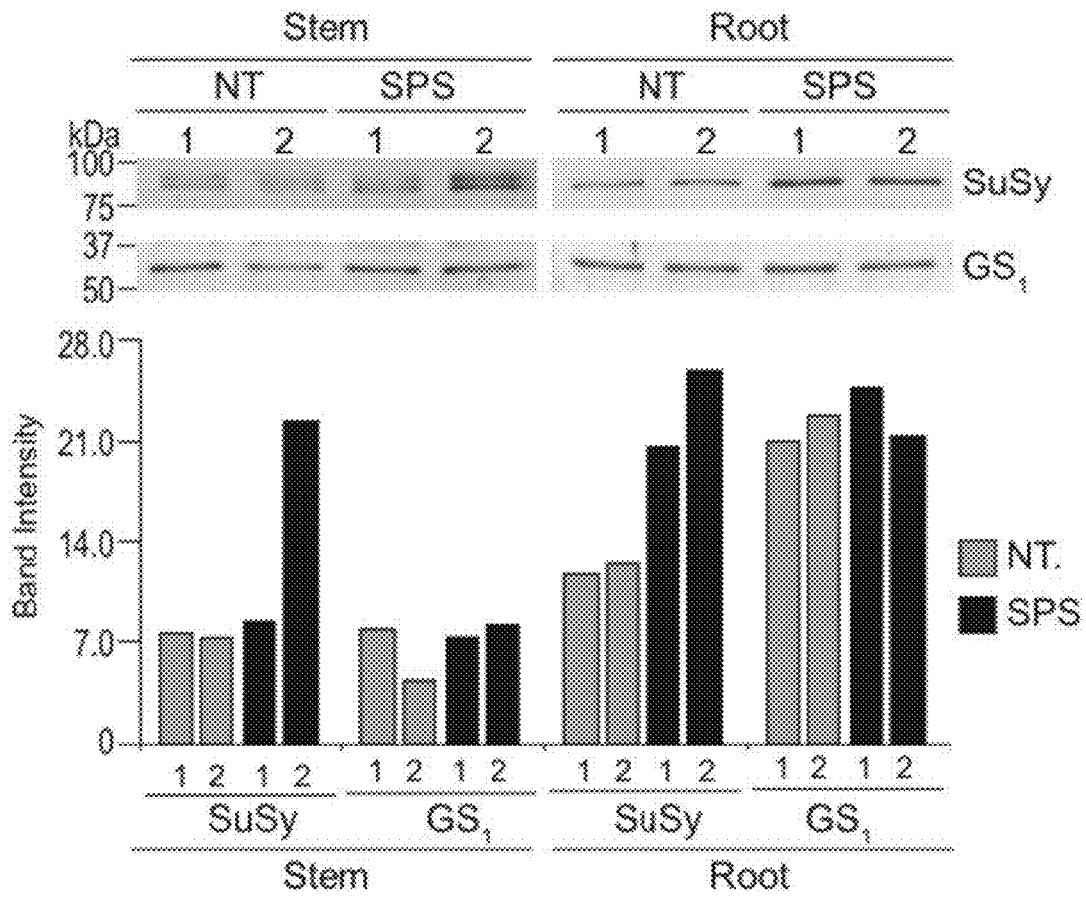 Stem Root
NT SPS NT SPS
kDa 1 2 1 2 1 2 1 2
100
SuSy
75
37
GS1
50
28.0
21.0
14.0
7.0
0
Band Intensity
NT.
SPS
1 2 1 2 1 2 1 2 1 2 1 2 1 2 1 2
SuSy GS1 SuSy GS1
Stem Root